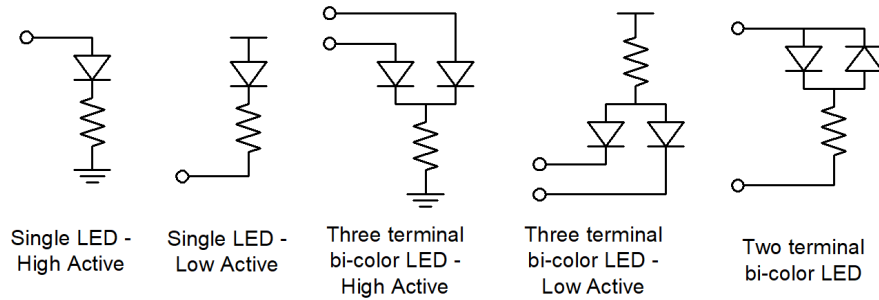 Single LED -
High Active
Single LED -
Low Active
Three terminal
bi-color LED -
High Active
Three terminal
bi-color LED -
Low Active
Two terminal
bi-color LED